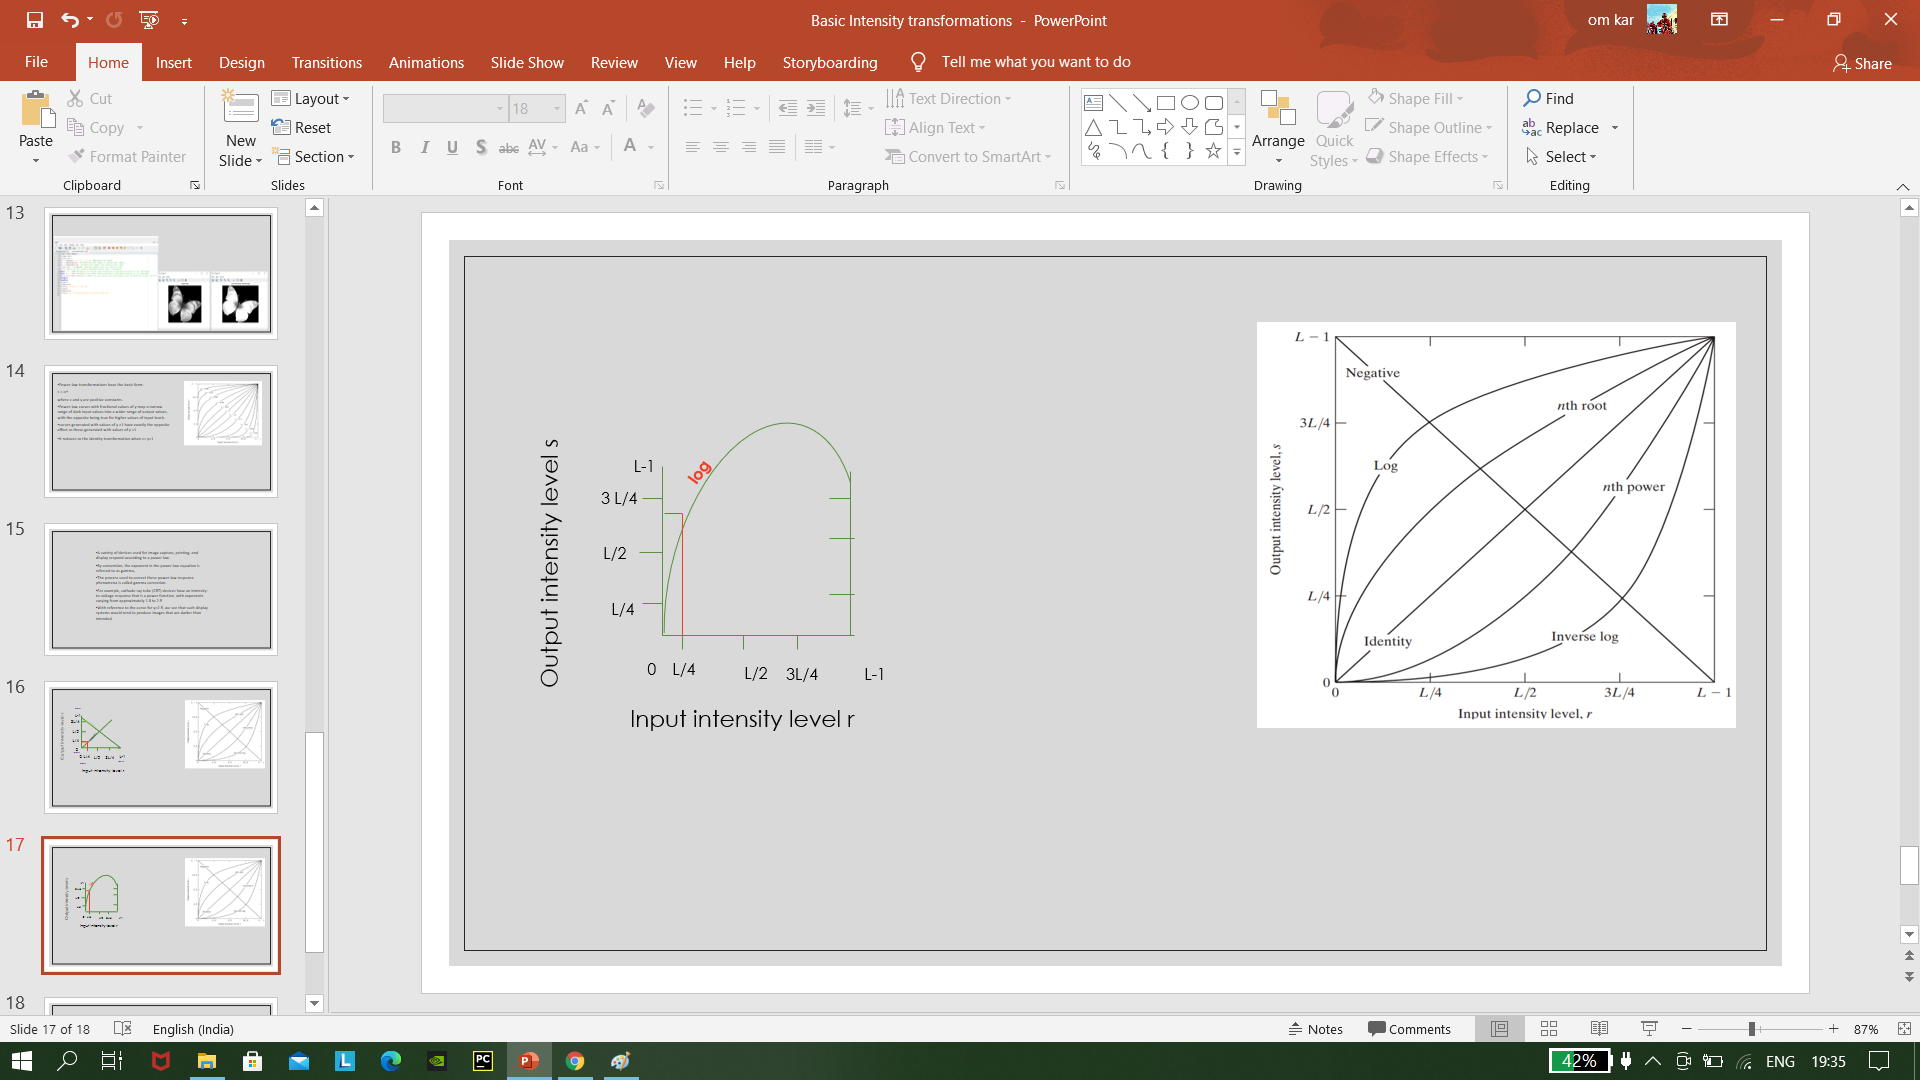 Basic Intensity transformations - PowerPoint
om kar
File Home Insert Design Transitions Animations Slide Show Review View Help Storyboarding Tell me what you want to do
Share
Paste
Cut
Copy
Format Painter
Clipboard
New Slide
Layout
Reset
Section
Slides
18
B I U S abc AV Aa A
Font
Text Direction
Align Text
Convert to SmartArt
Paragraph
Arrange
Quick Styles
Shape Fill
Shape Outline
Shape Effects
Drawing
Find
Replace
Select
Editing
13
14
15
16
17
18
Output intensity level s
L-1
3 L/4
L/2
L/4
log
0 L/4 L/2 3L/4 L-1
Input intensity level r
Output intensity level, s
L − 1
3L/4
L/2
L/4
0
Negative
nth root
Log
nth power
Identity
Inverse log
0 L/4 L/2 3L/4 L − 1
Input intensity level, r
Slide 17 of 18 English (India)
Notes Comments 87%
42% ENG 19:35